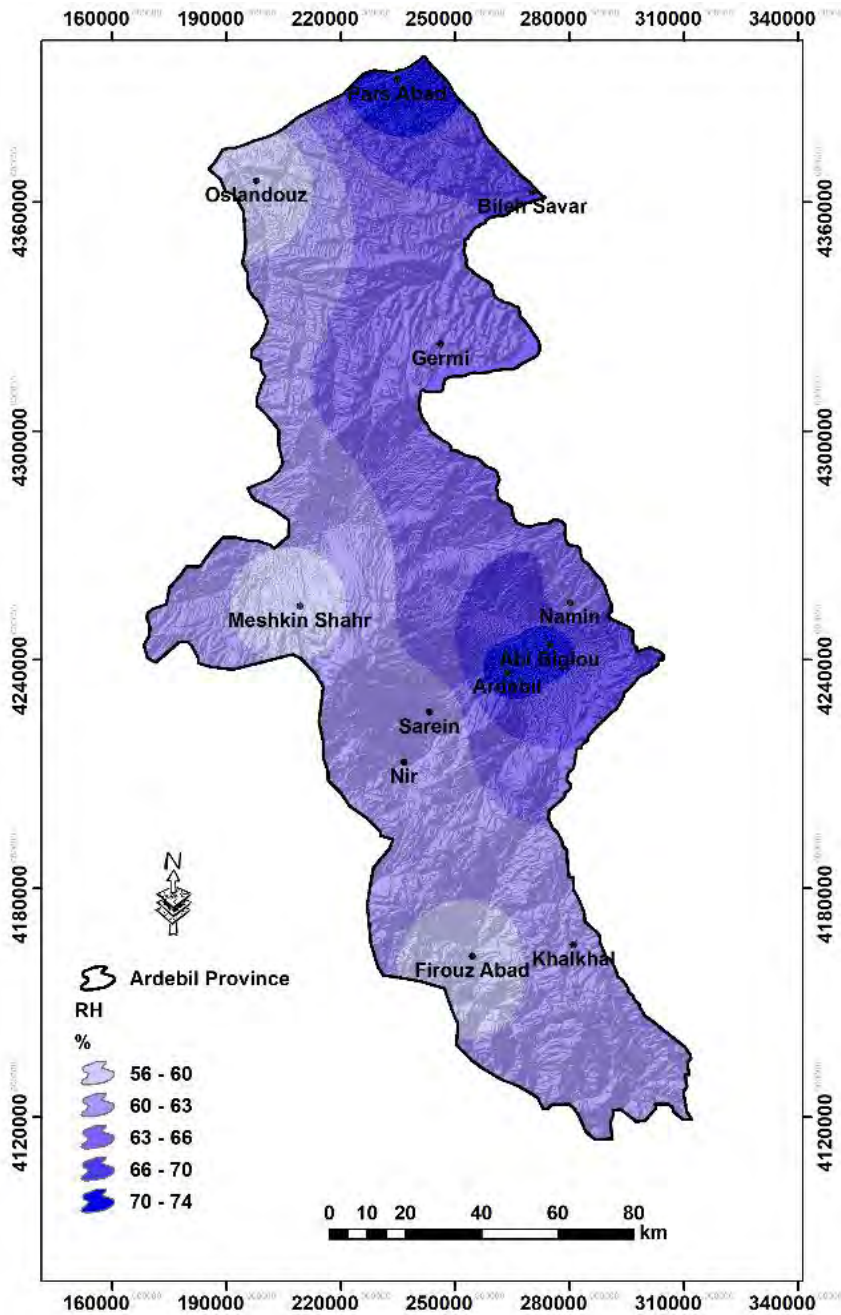 160000 190000 220000 250000 280000 310000 340000
Pars Abad
Oslandouz
Bileh Savar
4360000 4360000
Germi
4300000 4300000
Namin
Meshkin Shahr
Abi Biglou
4240000 4240000
Ardebil
Sarein
Nir
N
4180000 4180000
Khalkhal
Firouz Abad
Ardebil Province
RH
%
56 - 60
60 - 63
63 - 66
66 - 70
70 - 74
4120000 4120000
0 10 20 40 60 80
km
160000 190000 220000 250000 280000 310000 340000